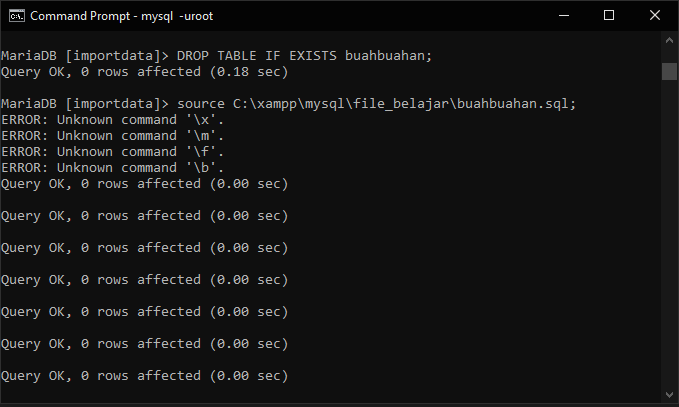 Command Prompt - mysql -uroot
MariaDB [importdata]> DROP TABLE IF EXISTS buahbuahan;
Query OK, 0 rows affected (0.18 sec)
MariaDB [importdata]> source C:\xampp\mysql\file_belajar\buahbuahan.sql;
ERROR: Unknown command '\x'.
ERROR: Unknown command '\m'.
ERROR: Unknown command '\f'.
ERROR: Unknown command '\b'.
Query OK, 0 rows affected (0.00 sec)
Query OK, 0 rows affected (0.00 sec)
Query OK, 0 rows affected (0.00 sec)
Query OK, 0 rows affected (0.00 sec)
Query OK, 0 rows affected (0.00 sec)
Query OK, 0 rows affected (0.00 sec)
Query OK, 0 rows affected (0.00 sec)